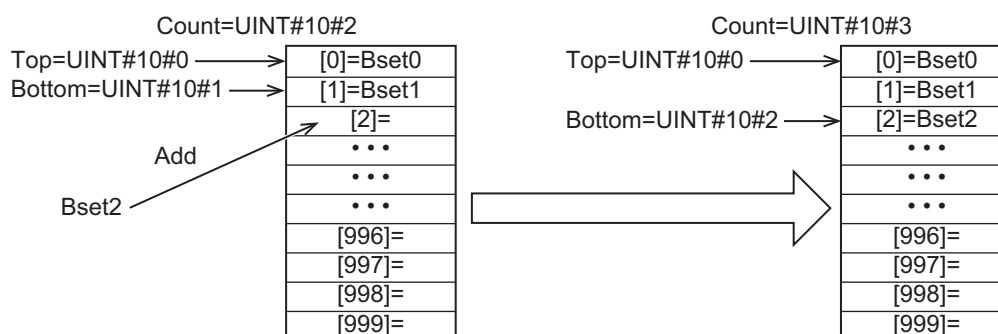 Count=UINT#10#2
Top=UINT#10#0
[0]=Bset0
Bottom=UINT#10#1
[1]=Bset1
[2]=
Add
•••
•••
Bset2
•••
[996]=
[997]=
[998]=
[999]=
Count=UINT#10#3
Top=UINT#10#0
[0]=Bset0
[1]=Bset1
Bottom=UINT#10#2
[2]=Bset2
•••
•••
•••
[996]=
[997]=
[998]=
[999]=